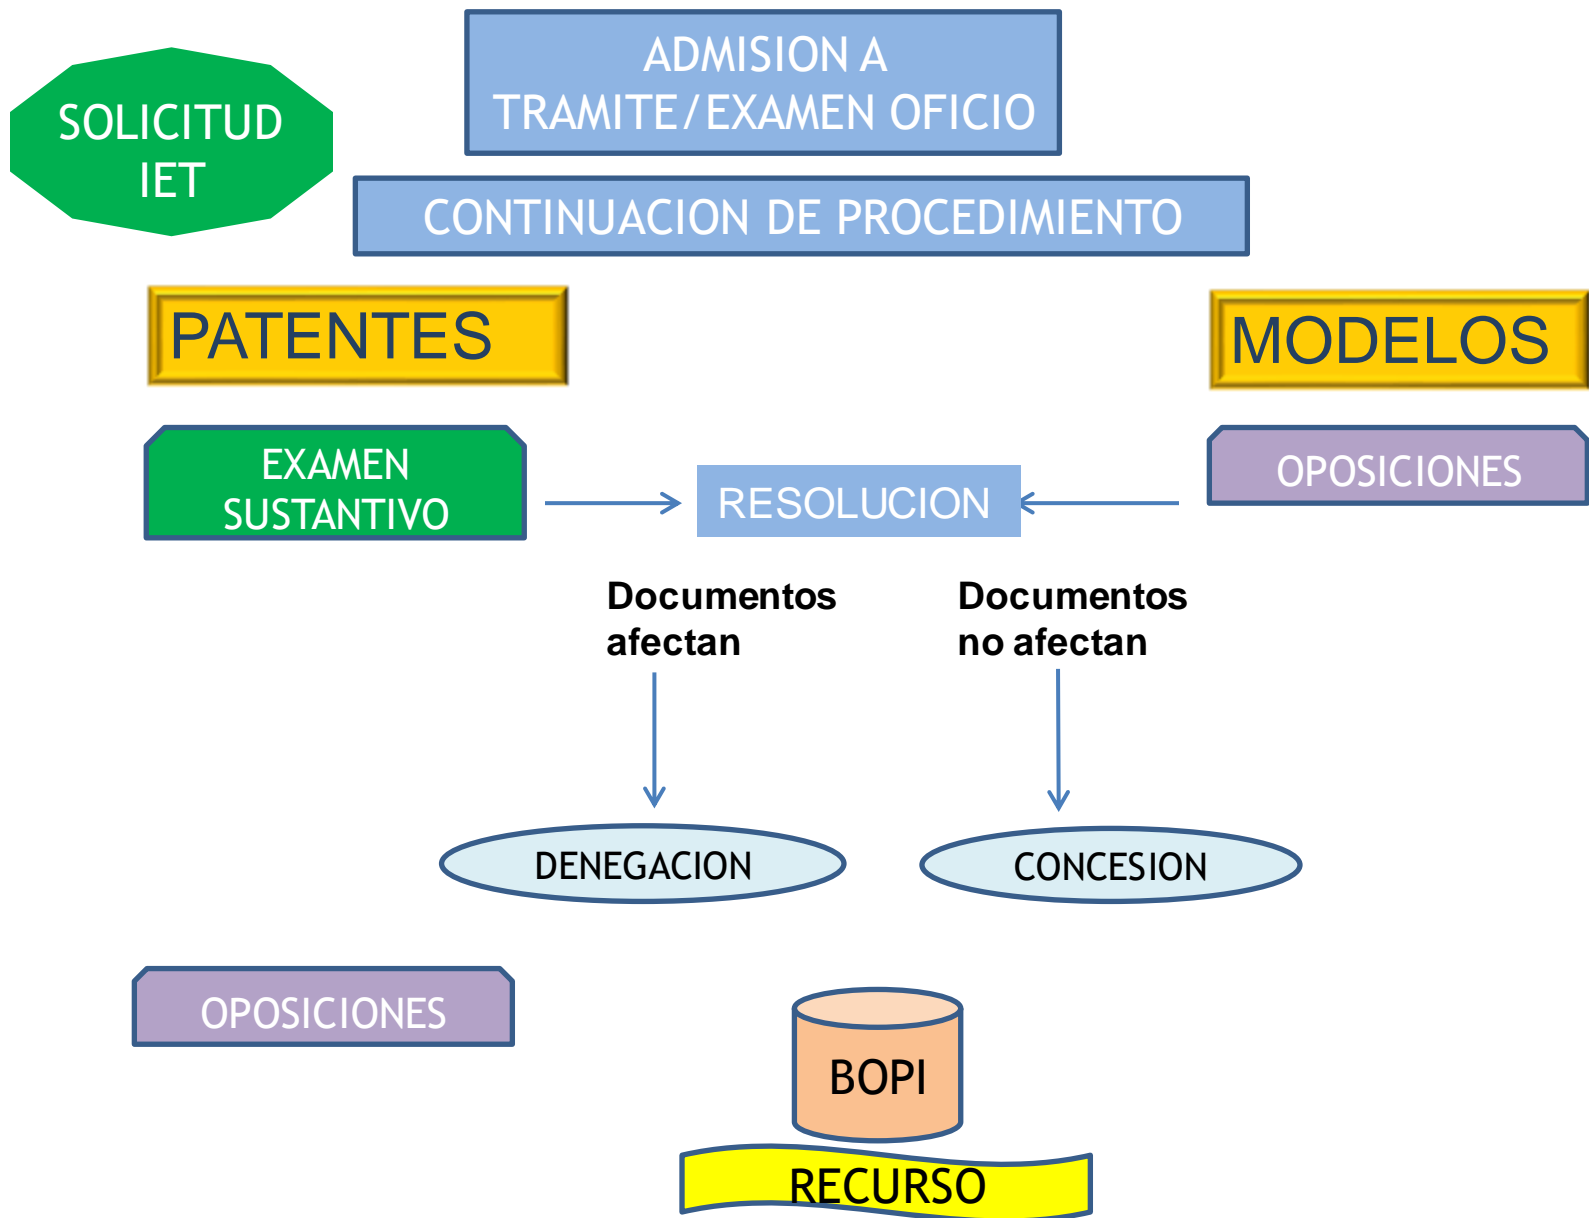 SOLICITUD
IET
ADMISION A
TRAMITE/EXAMEN OFICIO
CONTINUACION DE PROCEDIMIENTO
PATENTES
MODELOS
EXAMEN
SUSTANTIVO
RESOLUCION
OPOSICIONES
Documentos
afectan
Documentos
no afectan
DENEGACION
CONCESION
OPOSICIONES
BOPI
RECURSO